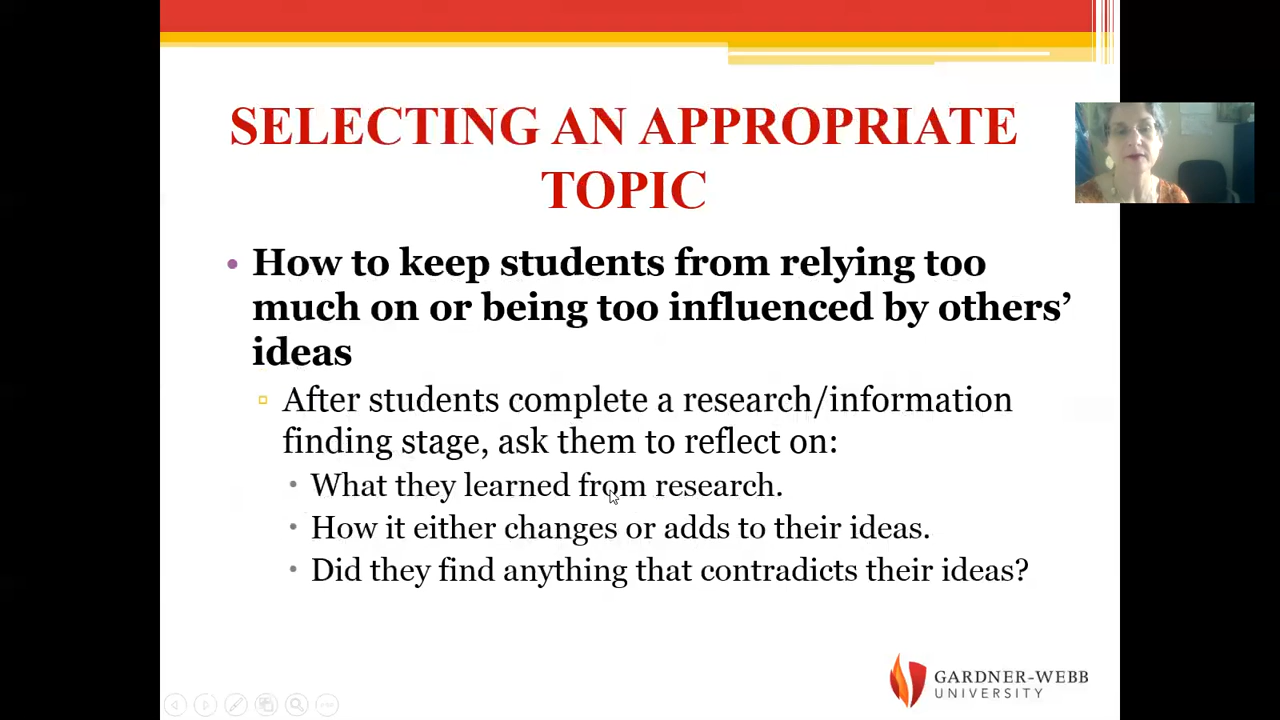 SELECTING AN APPROPRIATE
TOPIC
• How to keep students from relying too
much on or being too influenced by others’
ideas
▫ After students complete a research/information
finding stage, ask them to reflect on:
• What they learned from research.
• How it either changes or adds to their ideas.
• Did they find anything that contradicts their ideas?
GARDNER-WEBB
UNIVERSITY